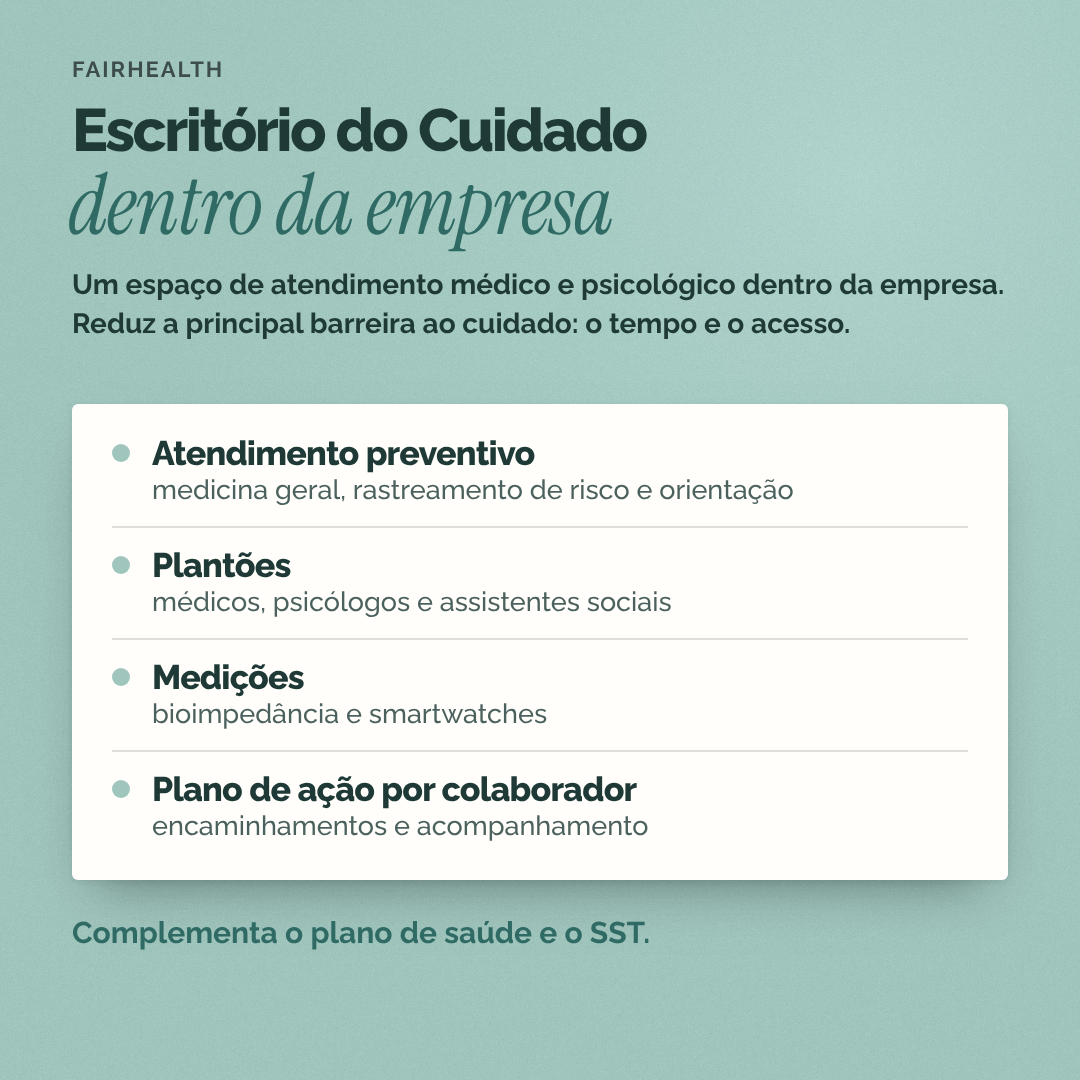 FAIRHEALTH
Escritório do Cuidado
dentro da empresa
Um espaço de atendimento médico e psicológico dentro da empresa.
Reduz a principal barreira ao cuidado: o tempo e o acesso.
Atendimento preventivo
medicina geral, rastreamento de risco e orientação
Plantões
médicos, psicólogos e assistentes sociais
Medições
bioimpedância e smartwatches
Plano de ação por colaborador
encaminhamentos e acompanhamento
Complementa o plano de saúde e o SST.